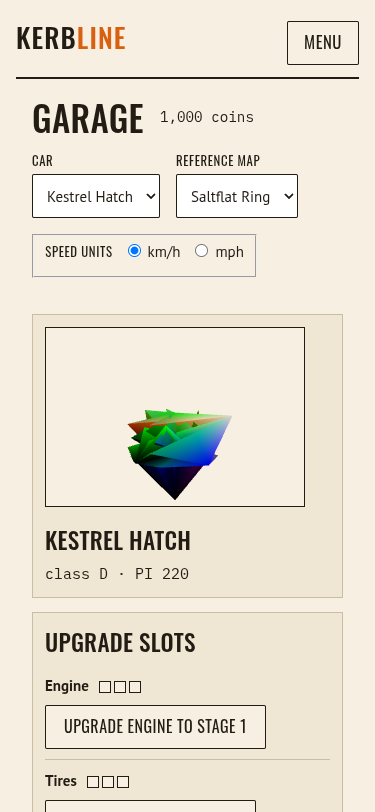 KERBLINE
MENU
GARAGE 1,000 coins
CAR REFERENCE MAP
Kestrel Hatch Saltflat Ring
SPEED UNITS km/h mph
KESTREL HATCH
class D · PI 220
UPGRADE SLOTS
Engine
UPGRADE ENGINE TO STAGE 1
Tires